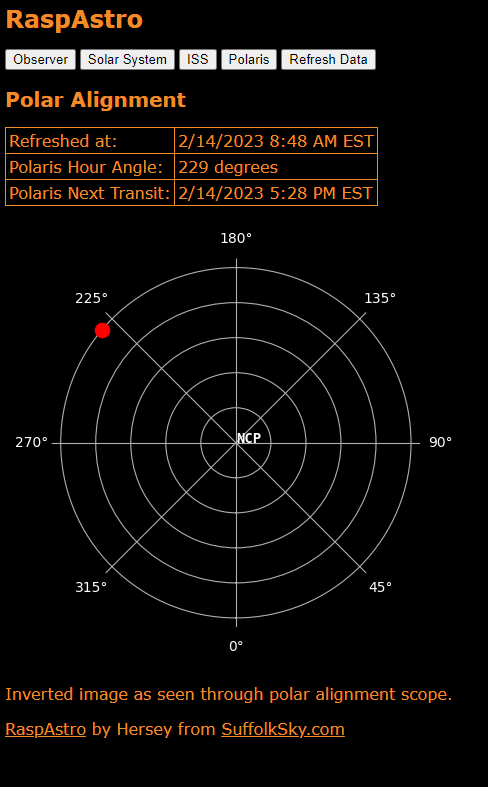 RaspAstro
Observer Solar System ISS Polaris Refresh Data
Polar Alignment
Refreshed at: 2/14/2023 8:48 AM EST
Polaris Hour Angle: 229 degrees
Polaris Next Transit: 2/14/2023 5:28 PM EST
180°
225° 135°
NCP
270° 90°
315° 45°
0°
Inverted image as seen through polar alignment scope.
RaspAstro by Hersey from SuffolkSky.com